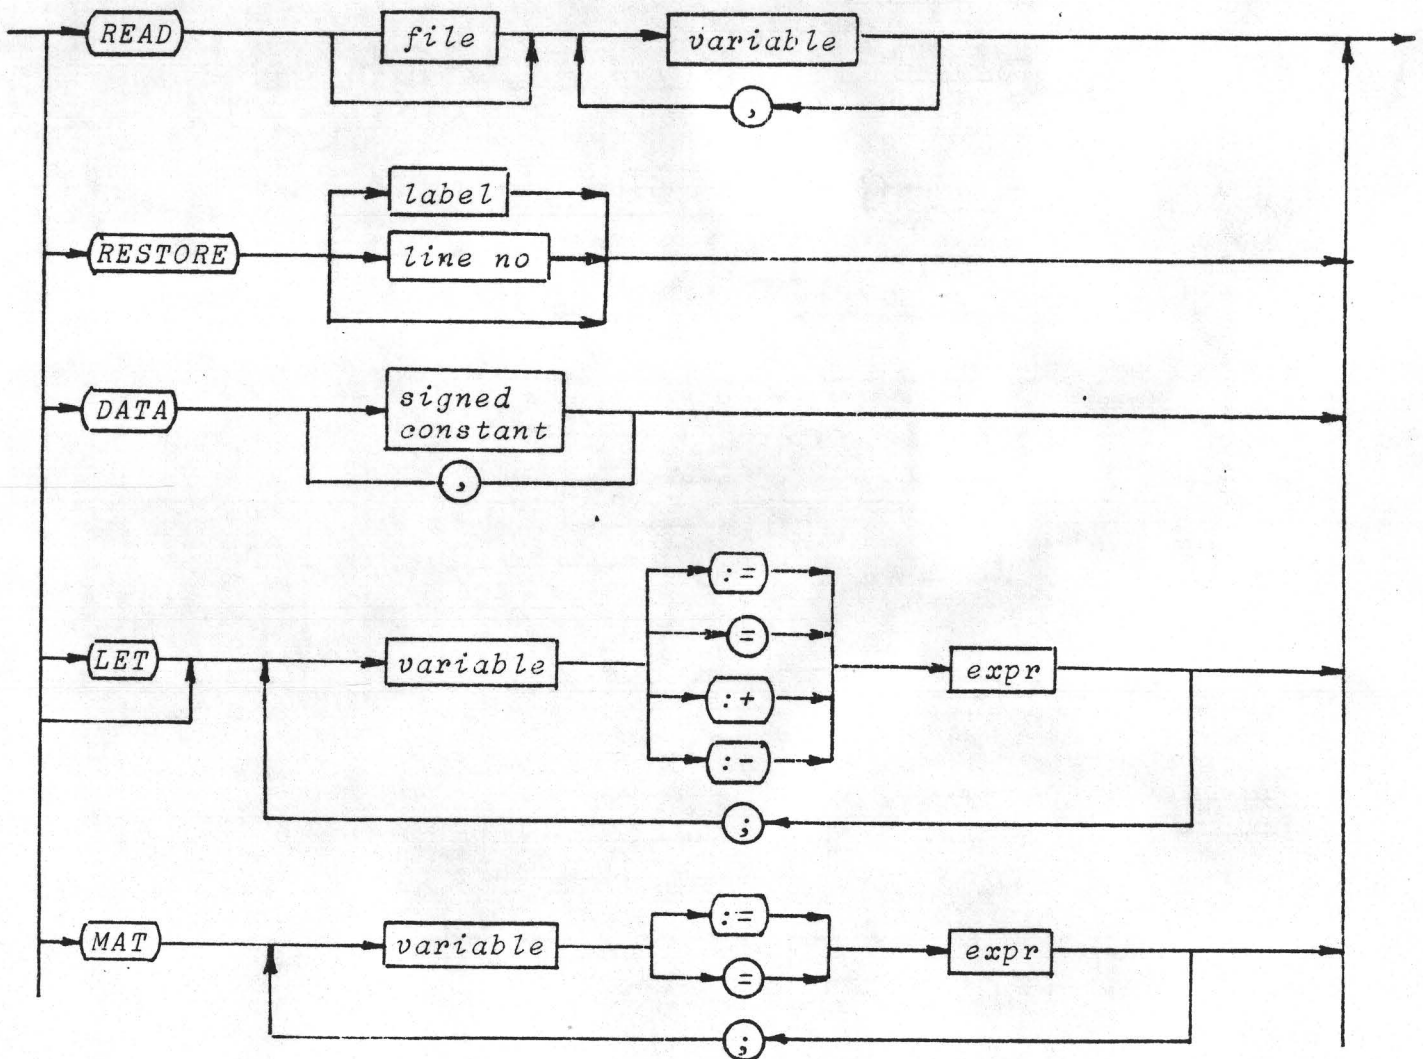 READ file variable
,
label
RESTORE line no
DATA signed
constant
,
:=
=
LET variable expr
:+
:-
;
:=
MAT variable expr
=
;